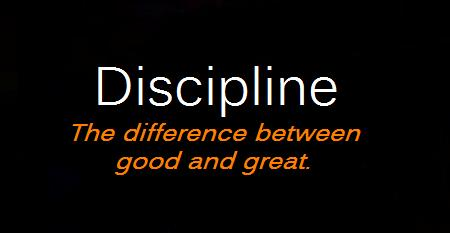 Discipline
The difference between
good and great.